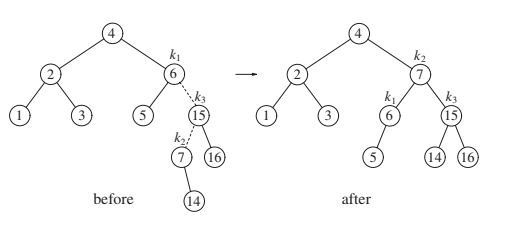 4 4
k₁ k₂
2 6 2 7
k₃ k₁ k₃
1 3 5 15 1 3 6 15
k₂
7 16 5 14 16
14
before after